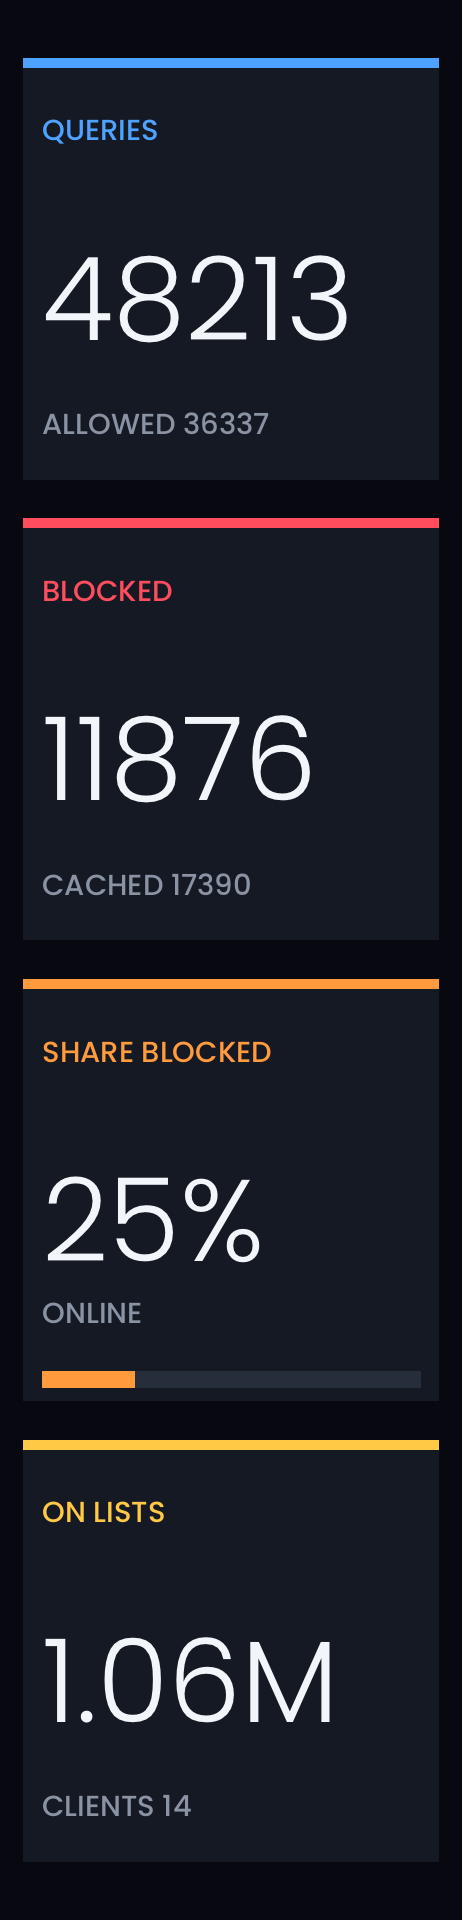 QUERIES
48213
ALLOWED 36337
BLOCKED
11876
CACHED 17390
SHARE BLOCKED
25%
ONLINE
ON LISTS
1.06M
CLIENTS 14